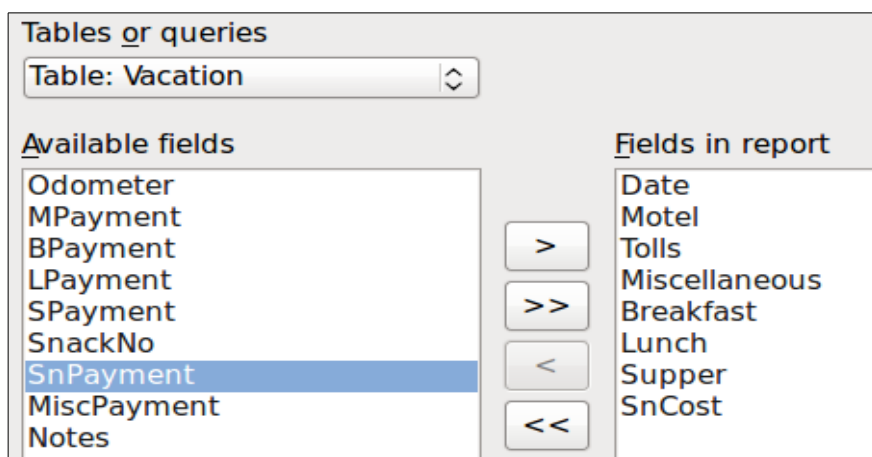 Tables or queries
Table: Vacation
Available fields
Odometer
MPayment
BPayment
LPayment
SPayment
SnackNo
SnPayment
MiscPayment
Notes
>
>>
<
<<
Fields in report
Date
Motel
Tolls
Miscellaneous
Breakfast
Lunch
Supper
SnCost